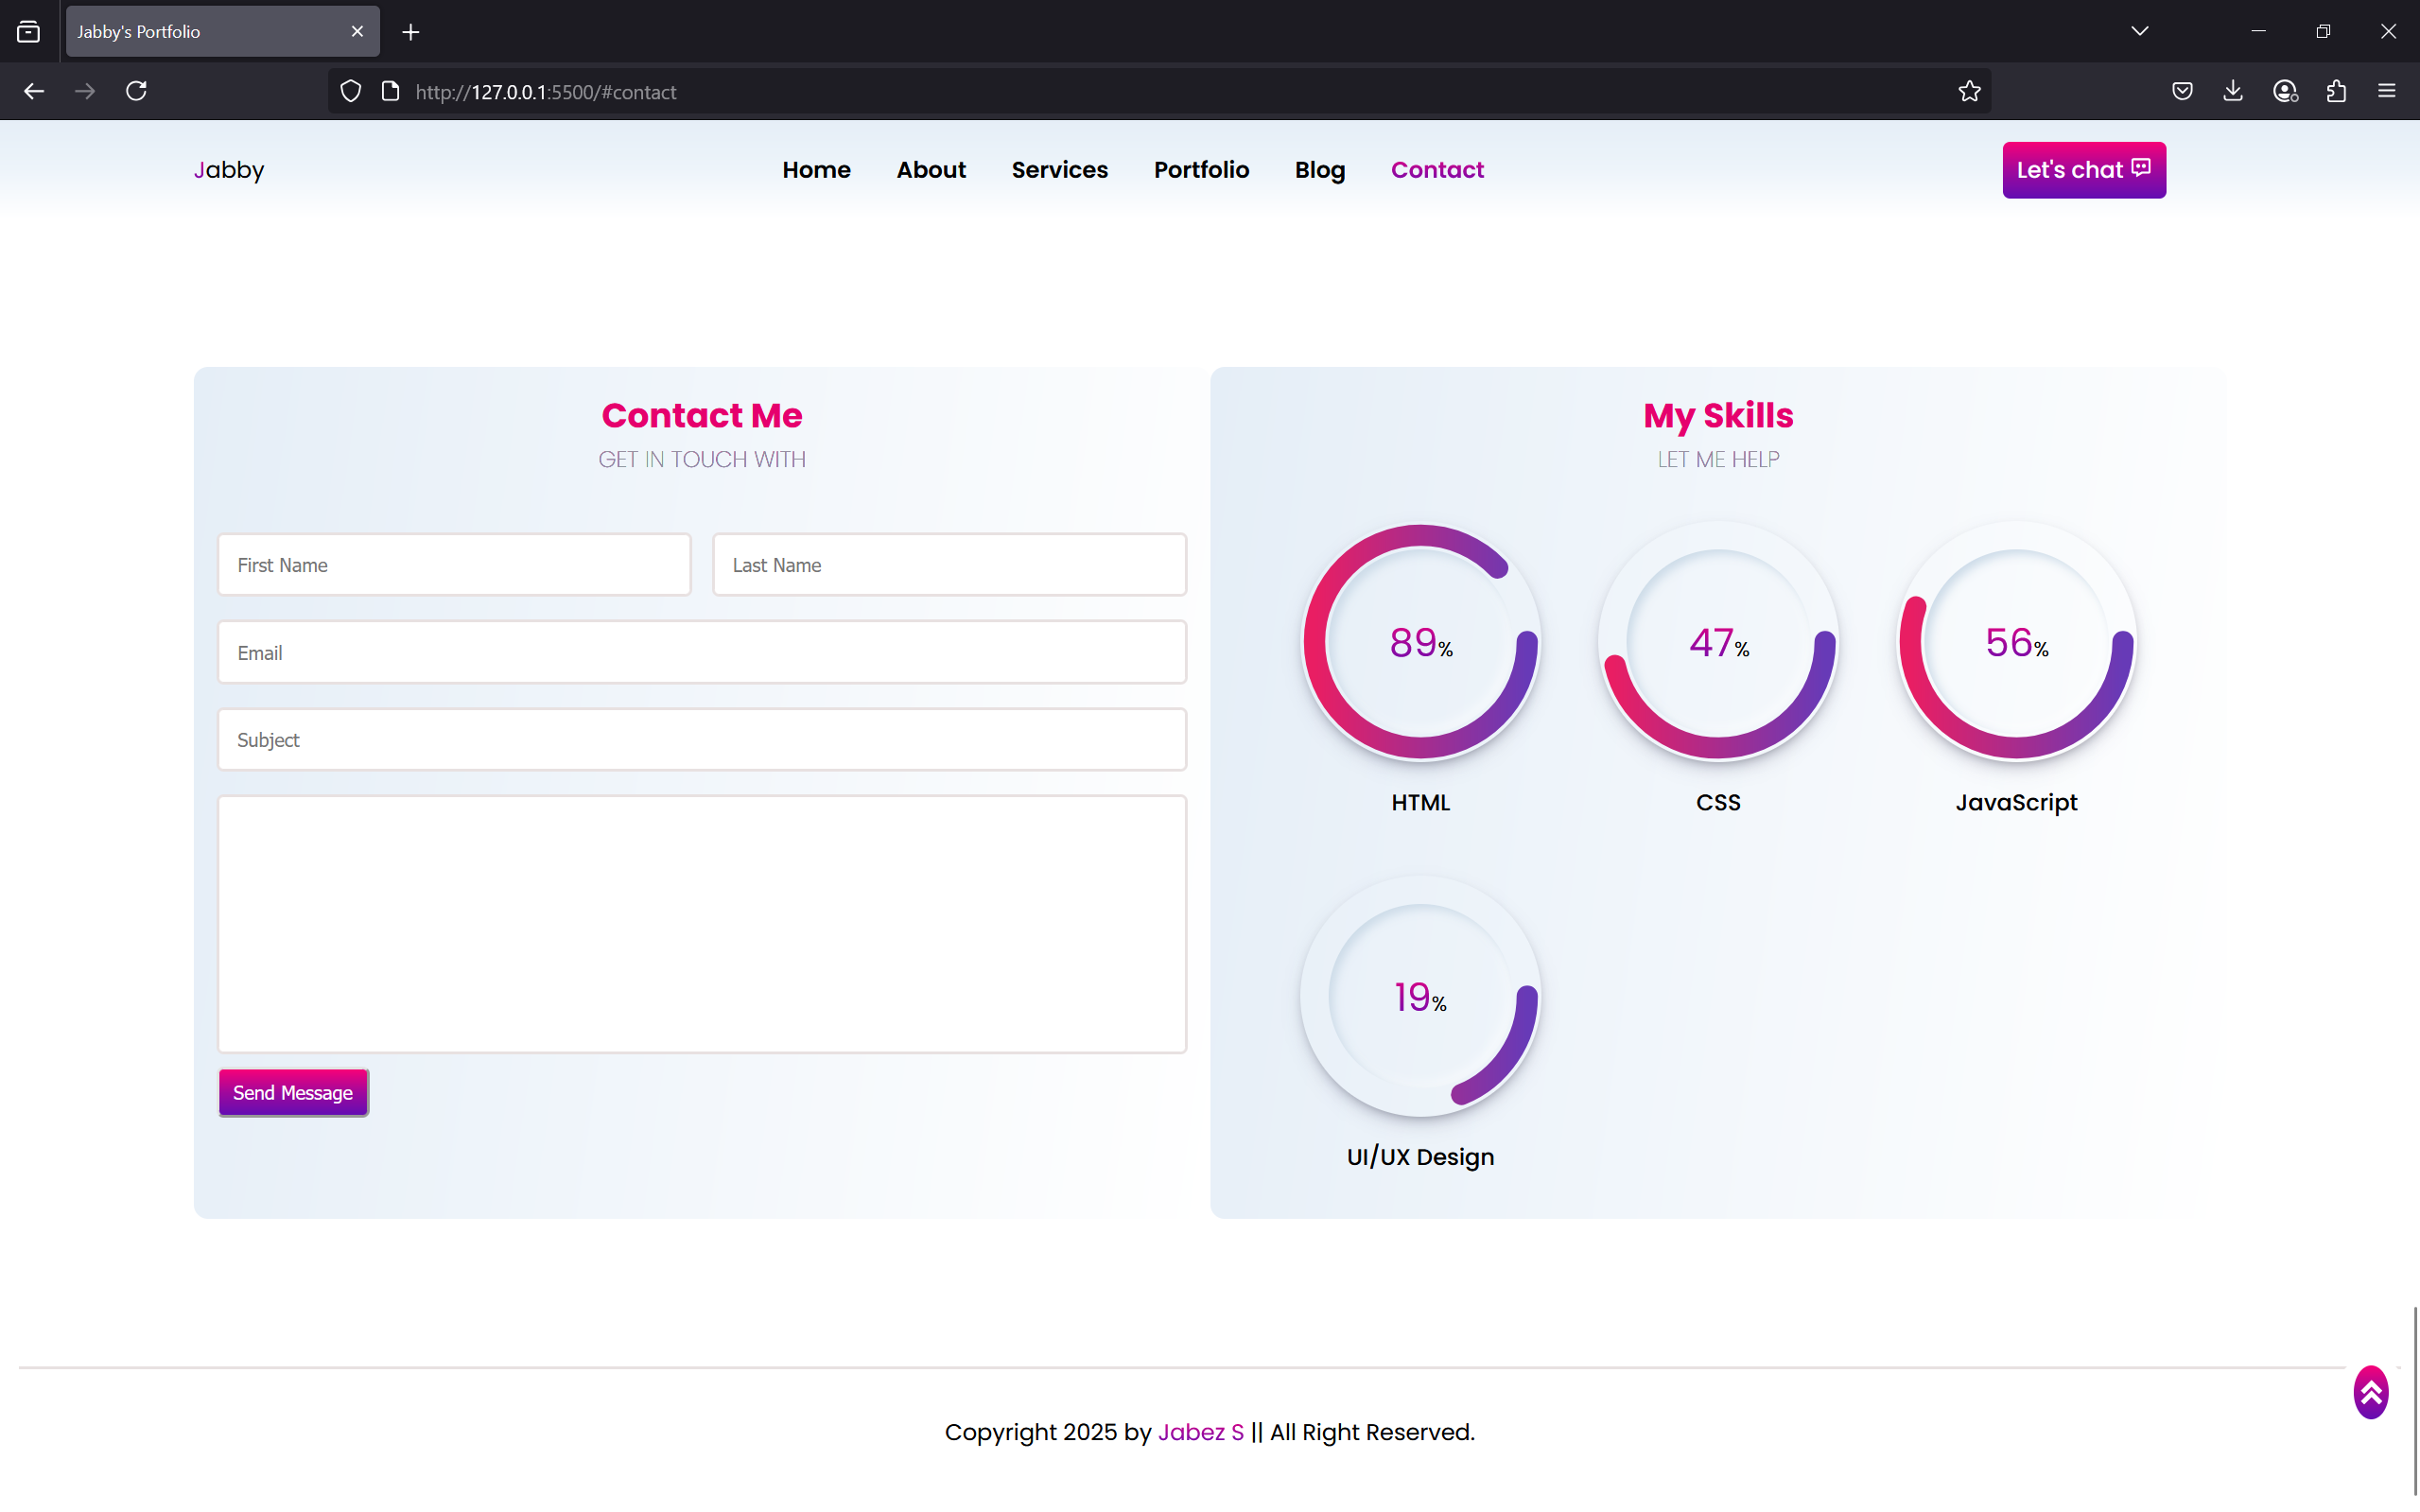 Jabby's Portfolio
http://127.0.0.1:5500/#contact
Jabby Home About Services Portfolio Blog Contact Let's chat
Contact Me
GET IN TOUCH WITH
First Name Last Name
Email
Subject
Send Message
My Skills
LET ME HELP
89% 47% 56%
HTML CSS JavaScript
19%
UI/UX Design
Copyright 2025 by Jabez S || All Right Reserved.